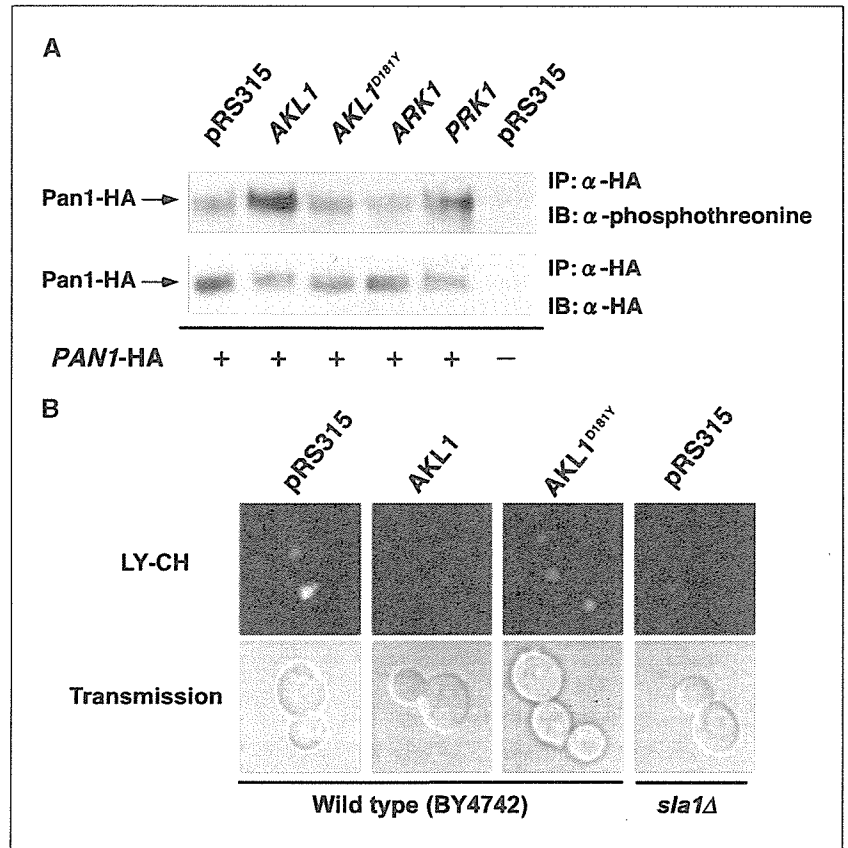 A
pRS315 AKL1 AKL1D181Y ARK1 PRK1 pRS315
Pan1-HA
IP: α-HA
IB: α-phosphothreonine
Pan1-HA
IP: α-HA
IB: α-HA
PAN1-HA + + + + + −
B
pRS315 AKL1 AKL1D181Y pRS315
LY-CH
Transmission
Wild type (BY4742) sla1Δ